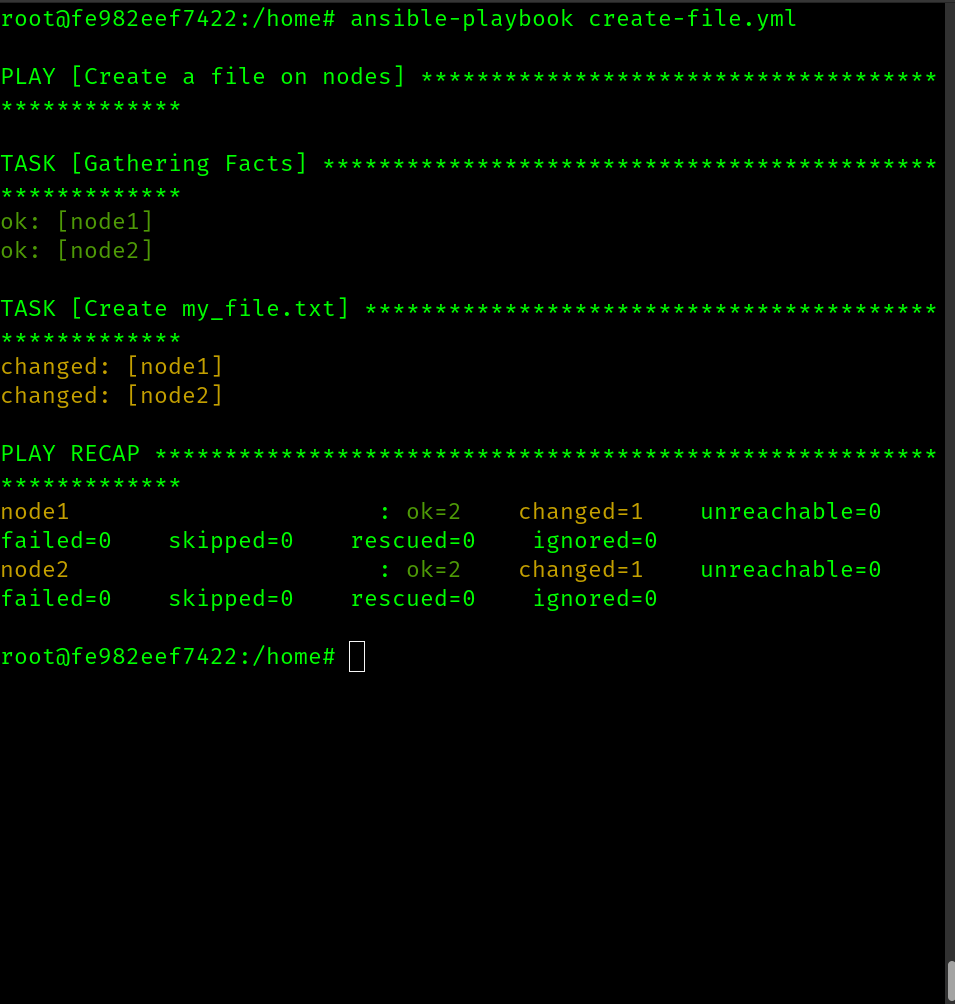 root@fe982eef7422:/home# ansible-playbook create-file.yml
PLAY [Create a file on nodes] *************************************
*************
TASK [Gathering Facts] ********************************************
*************
ok: [node1]
ok: [node2]
TASK [Create my_file.txt] *****************************************
*************
changed: [node1]
changed: [node2]
PLAY RECAP ********************************************************
*************
node1                      : ok=2    changed=1    unreachable=0
failed=0    skipped=0    rescued=0    ignored=0
node2                      : ok=2    changed=1    unreachable=0
failed=0    skipped=0    rescued=0    ignored=0
root@fe982eef7422:/home#